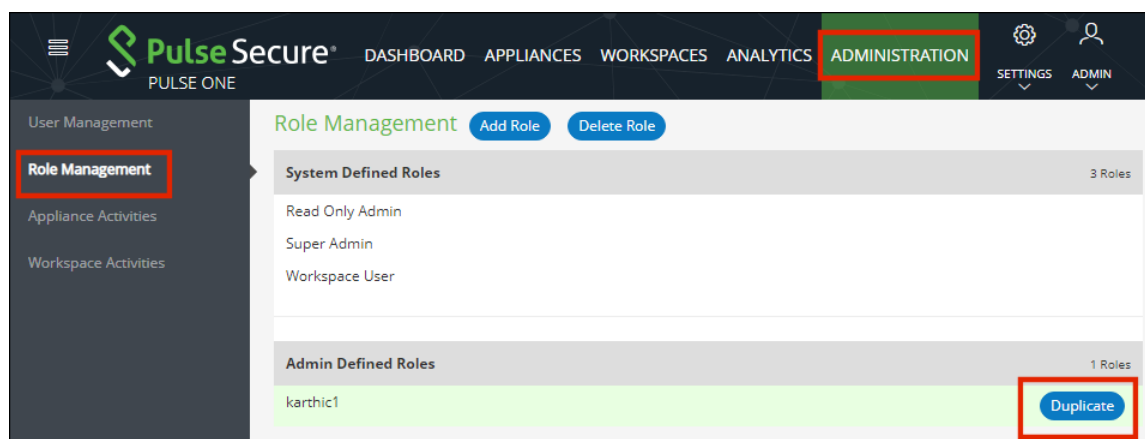 Pulse Secure®
PULSE ONE
DASHBOARD APPLIANCES WORKSPACES ANALYTICS ADMINISTRATION
SETTINGS ADMIN
User Management
Role Management
Appliance Activities
Workspace Activities
Role Management Add Role Delete Role
System Defined Roles 3 Roles
Read Only Admin
Super Admin
Workspace User
Admin Defined Roles 1 Roles
karthic1 Duplicate